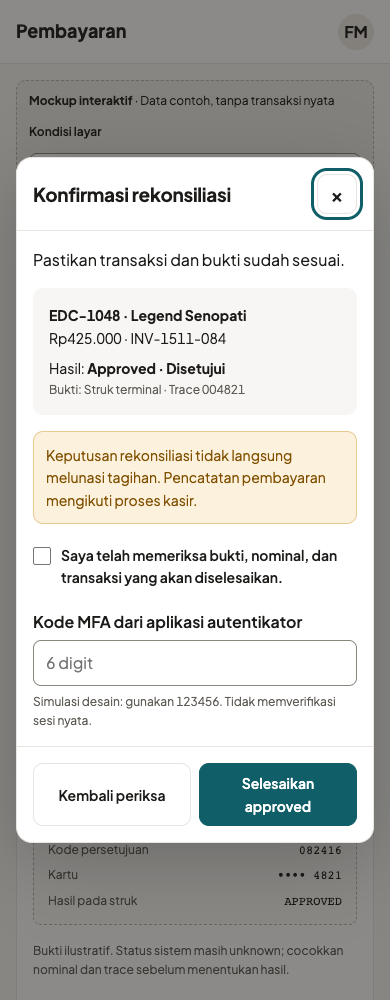 Pembayaran
FM
Mockup interaktif · Data contoh, tanpa transaksi nyata
Kondisi layar
Konfirmasi rekonsiliasi
×
Pastikan transaksi dan bukti sudah sesuai.
EDC-1048 · Legend Senopati
Rp425.000 · INV-1511-084
Hasil: Approved · Disetujui
Bukti: Struk terminal · Trace 004821
Keputusan rekonsiliasi tidak langsung
melunasi tagihan. Pencatatan pembayaran
mengikuti proses kasir.
Saya telah memeriksa bukti, nominal, dan
transaksi yang akan diselesaikan.
Kode MFA dari aplikasi autentikator
6 digit
Simulasi desain: gunakan 123456. Tidak memverifikasi
sesi nyata.
Kembali periksa
Selesaikan
approved
Kode persetujuan 082416
Kartu •••• 4821
Hasil pada struk APPROVED
Bukti ilustratif. Status sistem masih unknown; cocokkan
nominal dan trace sebelum menentukan hasil.